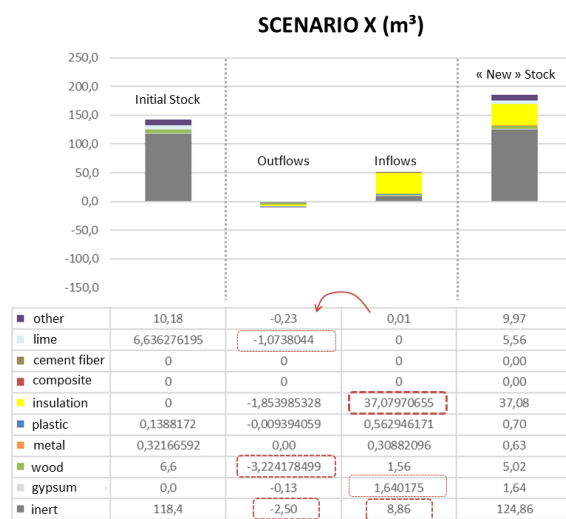 SCENARIO X (m³)
250,0
200,0
150,0
100,0
50,0
0,0
-50,0
-100,0
-150,0
Initial Stock
Outflows
Inflows
« New » Stock
other 10,18 -0,23 0,01 9,97
lime 6,636276195 -1,0738044 0 5,56
cement fiber 0 0 0 0,00
composite 0 0 0 0,00
insulation 0 -1,853985328 37,07970655 37,08
plastic 0,1388172 -0,009394059 0,562946171 0,70
metal 0,32166592 0,00 0,30882096 0,63
wood 6,6 -3,224178499 1,56 5,02
gypsum 0,0 -0,13 1,640175 1,64
inert 118,4 -2,50 8,86 124,86